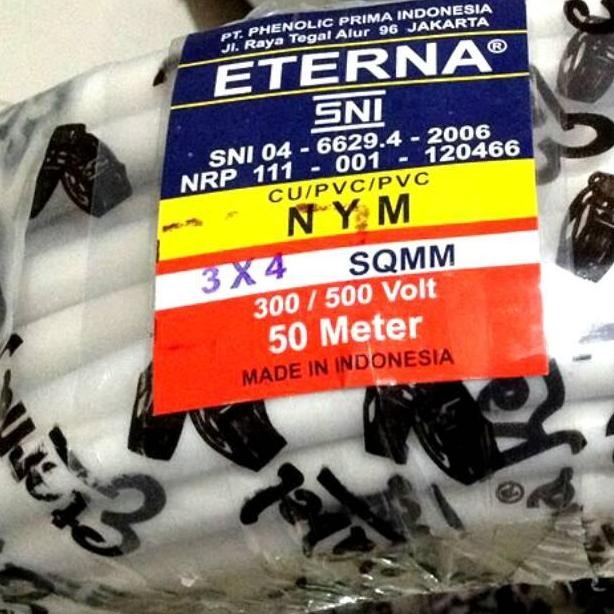 PT. PHENOLIC PRIMA INDONESIA
Jl. Raya Tegal Alur 96 JAKARTA
ETERNA®
SNI
SNI 04 - 6629.4 - 2006
NRP 111 - 001 - 120466
CU/PVC/PVC
NYM
3 X 4 SQMM
300 / 500 Volt
50 Meter
MADE IN INDONESIA